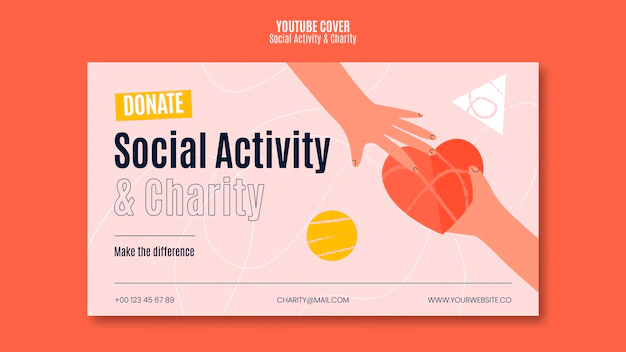 YOUTUBE COVER
Social Activity & Charity
DONATE
Social Activity
& Charity
Make the difference
+00 123 45 67 89
CHARITY@MAIL.COM
WWW.YOURWEBSITE.CO